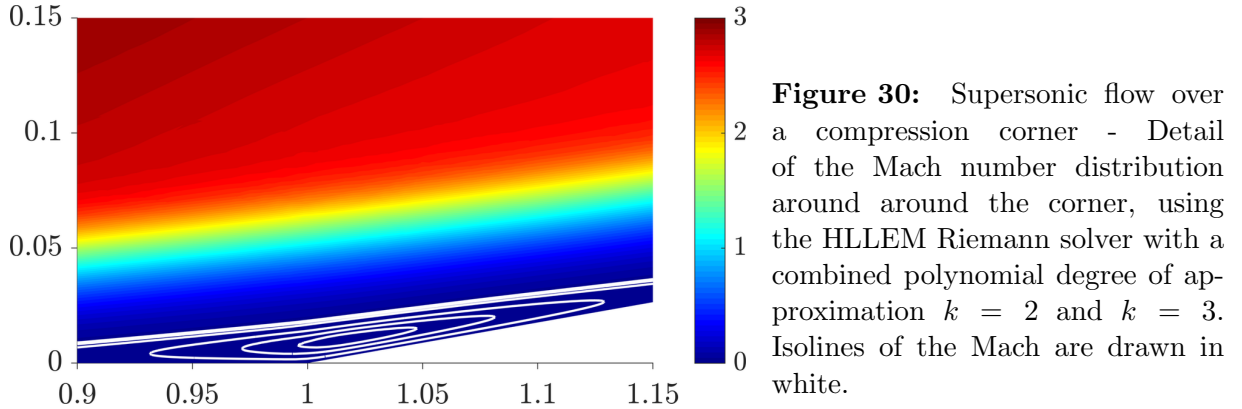 0.15
0.1
0.05
0
0.9
0.95
1
1.05
1.1
1.15
3
2
1
0
Figure 30: Supersonic flow over
a compression corner - Detail
of the Mach number distribution
around around the corner, using
the HLLEM Riemann solver with a
combined polynomial degree of ap-
proximation k = 2 and k = 3.
Isolines of the Mach are drawn in
white.